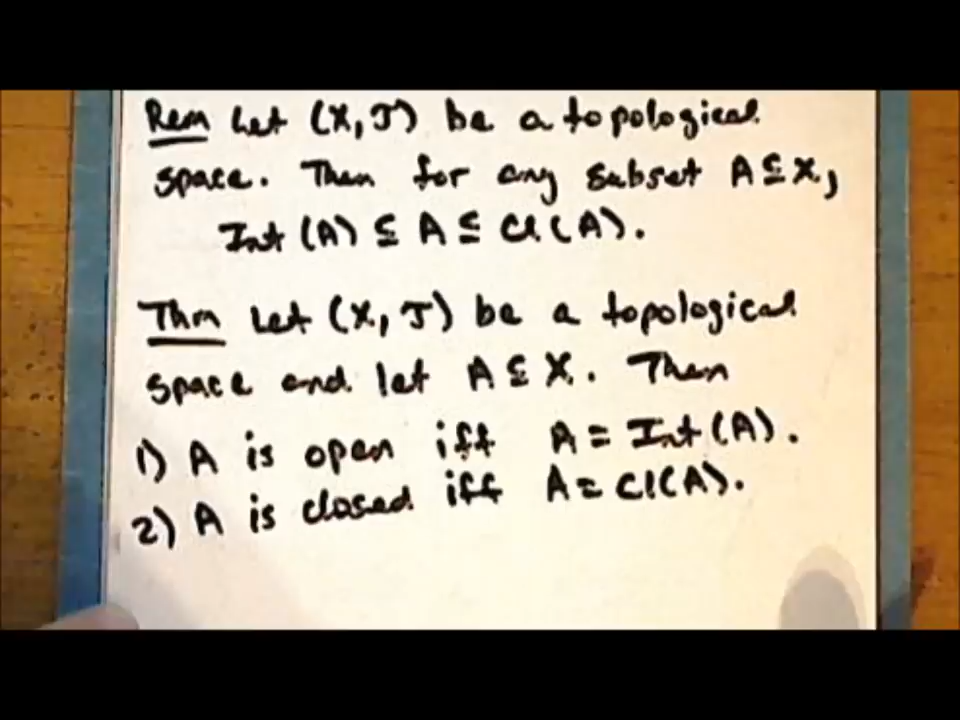 Rem Let (X, T) be a topological
space. Then for any subset A ⊆ X,
Int (A) ⊆ A ⊆ Cl (A).
Thm Let (X, T) be a topological
space and let A ⊆ X. Then
1) A is open iff A = Int (A).
2) A is closed iff A = Cl(A).